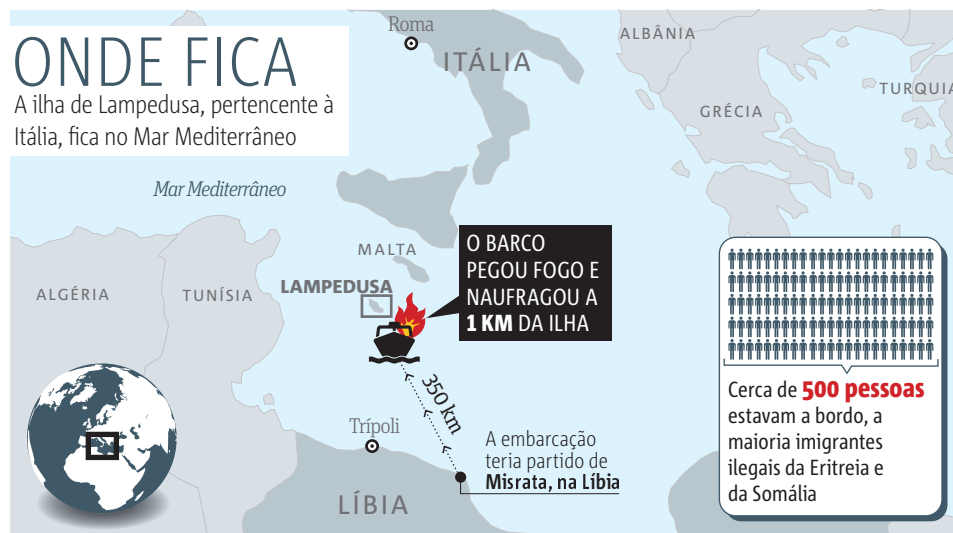 ONDE FICA
A ilha de Lampedusa, pertencente à
Itália, fica no Mar Mediterrâneo
Roma
ITÁLIA
ALBÂNIA
GRÉCIA
TURQUIA
Mar Mediterrâneo
MALTA
LAMPEDUSA
ALGÉRIA
TUNÍSIA
O BARCO
PEGOU FOGO E
NAUFRAGOU A
1 KM DA ILHA
350 km
Trípoli
LÍBIA
A embarcação
teria partido de
Misrata, na Líbia
Cerca de 500 pessoas
estavam a bordo, a
maioria imigrantes
ilegais da Eritreia e
da Somália